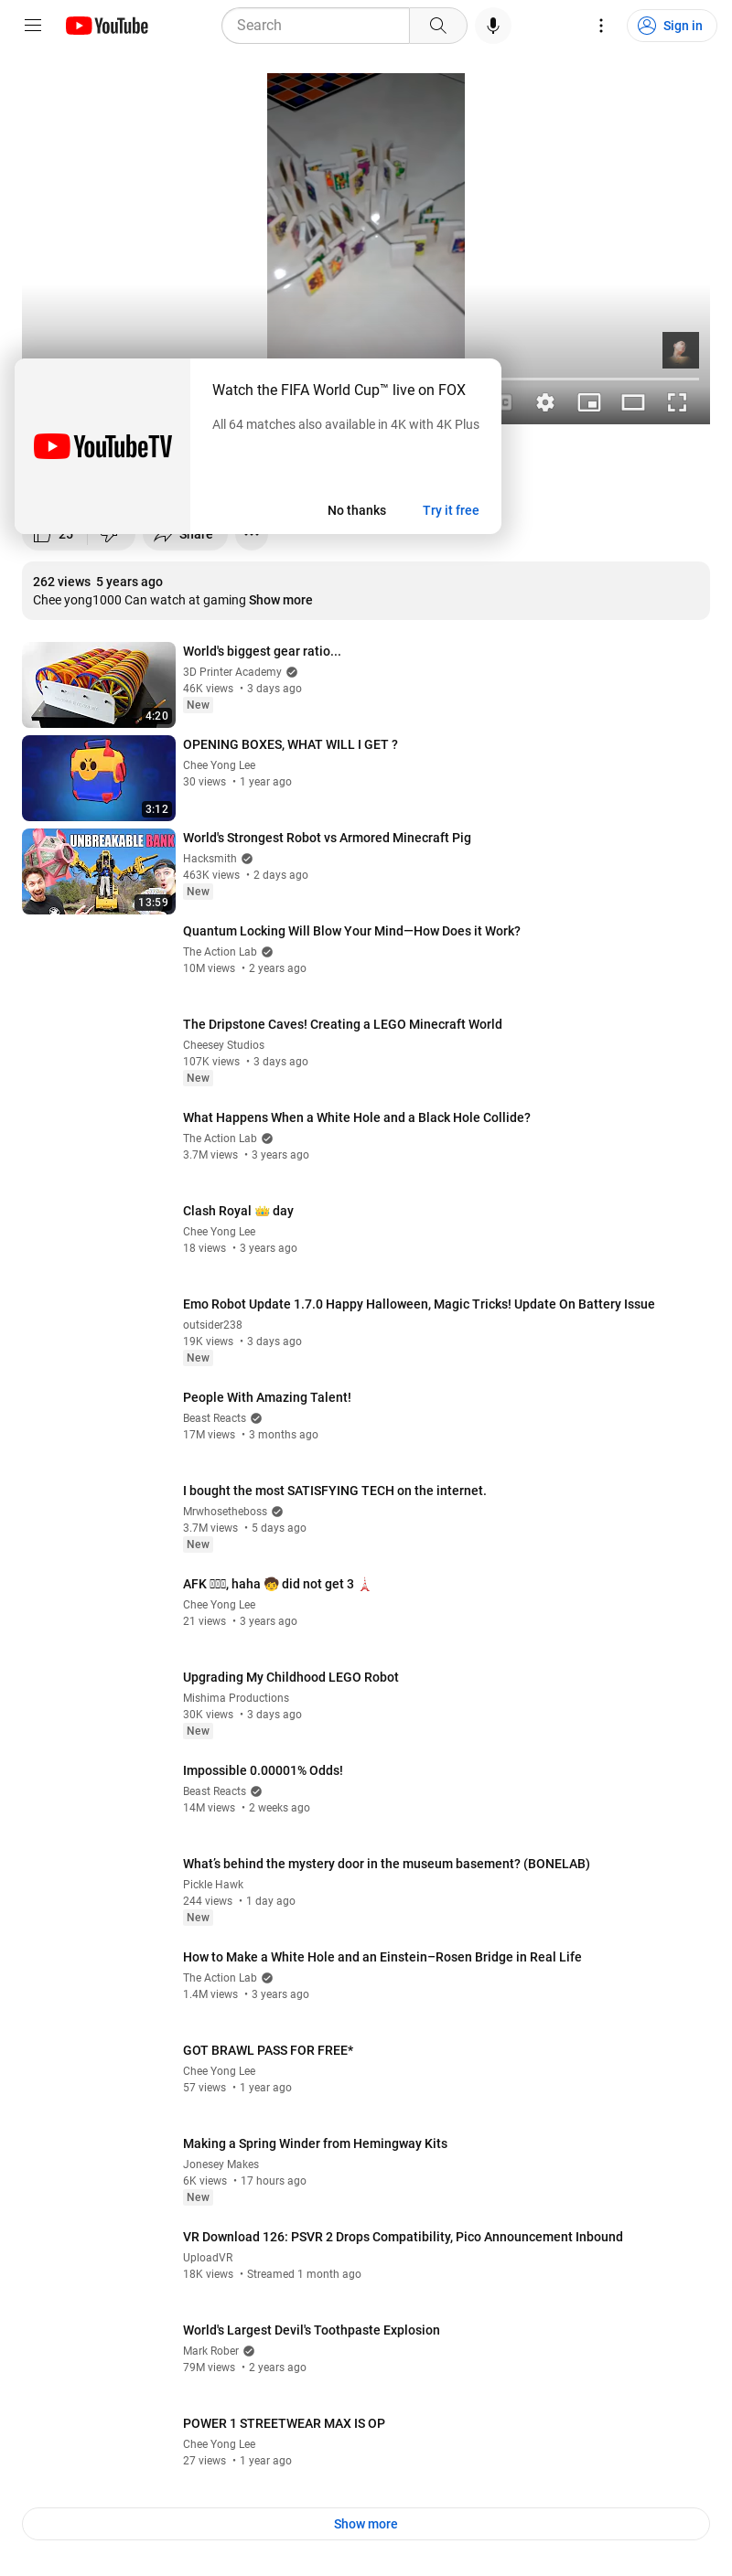 YouTube
Search
Sign in
Watch the FIFA World Cup™ live on FOX
All 64 matches also available in 4K with 4K Plus
YouTubeTV
No thanks
Try it free
25
Share
262 views 5 years ago
Chee yong1000 Can watch at gaming Show more
World's biggest gear ratio...
3D Printer Academy
46K views • 3 days ago
New
4:20
OPENING BOXES, WHAT WILL I GET ?
Chee Yong Lee
30 views • 1 year ago
3:12
World's Strongest Robot vs Armored Minecraft Pig
UNBREAKABLE BANK
Hacksmith
463K views • 2 days ago
New
13:59
Quantum Locking Will Blow Your Mind—How Does it Work?
The Action Lab
10M views • 2 years ago
The Dripstone Caves! Creating a LEGO Minecraft World
Cheesey Studios
107K views • 3 days ago
New
What Happens When a White Hole and a Black Hole Collide?
The Action Lab
3.7M views • 3 years ago
Clash Royal 👑 day
Chee Yong Lee
18 views • 3 years ago
Emo Robot Update 1.7.0 Happy Halloween, Magic Tricks! Update On Battery Issue
outsider238
19K views • 3 days ago
New
People With Amazing Talent!
Beast Reacts
17M views • 3 months ago
I bought the most SATISFYING TECH on the internet.
Mrwhosetheboss
3.7M views • 5 days ago
New
AFK , haha 🧒 did not get 3 🗼
Chee Yong Lee
21 views • 3 years ago
Upgrading My Childhood LEGO Robot
Mishima Productions
30K views • 3 days ago
New
Impossible 0.00001% Odds!
Beast Reacts
14M views • 2 weeks ago
What's behind the mystery door in the museum basement? (BONELAB)
Pickle Hawk
244 views • 1 day ago
New
How to Make a White Hole and an Einstein–Rosen Bridge in Real Life
The Action Lab
1.4M views • 3 years ago
GOT BRAWL PASS FOR FREE*
Chee Yong Lee
57 views • 1 year ago
Making a Spring Winder from Hemingway Kits
Jonesey Makes
6K views • 17 hours ago
New
VR Download 126: PSVR 2 Drops Compatibility, Pico Announcement Inbound
UploadVR
18K views • Streamed 1 month ago
World's Largest Devil's Toothpaste Explosion
Mark Rober
79M views • 2 years ago
POWER 1 STREETWEAR MAX IS OP
Chee Yong Lee
27 views • 1 year ago
Show more